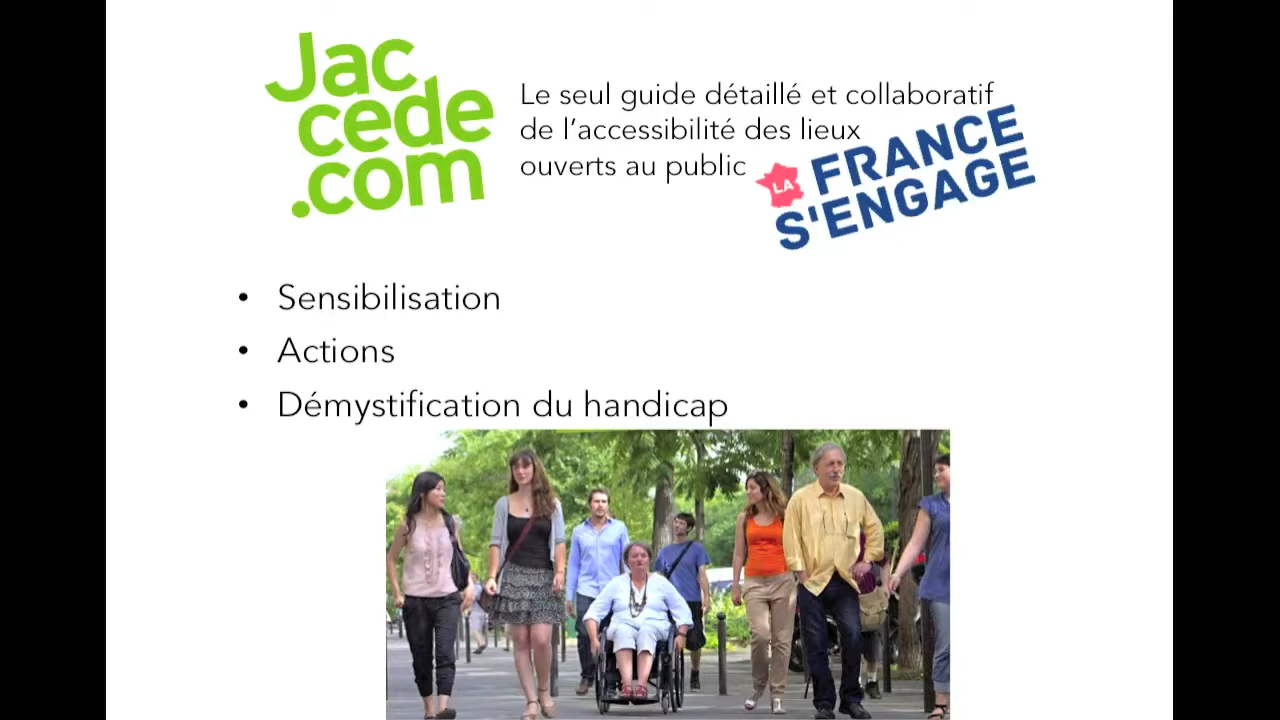 Jac
cede
.com
Le seul guide détaillé et collaboratif
de l’accessibilité des lieux
ouverts au public
LA FRANCE
S'ENGAGE
• Sensibilisation
• Actions
• Démystification du handicap